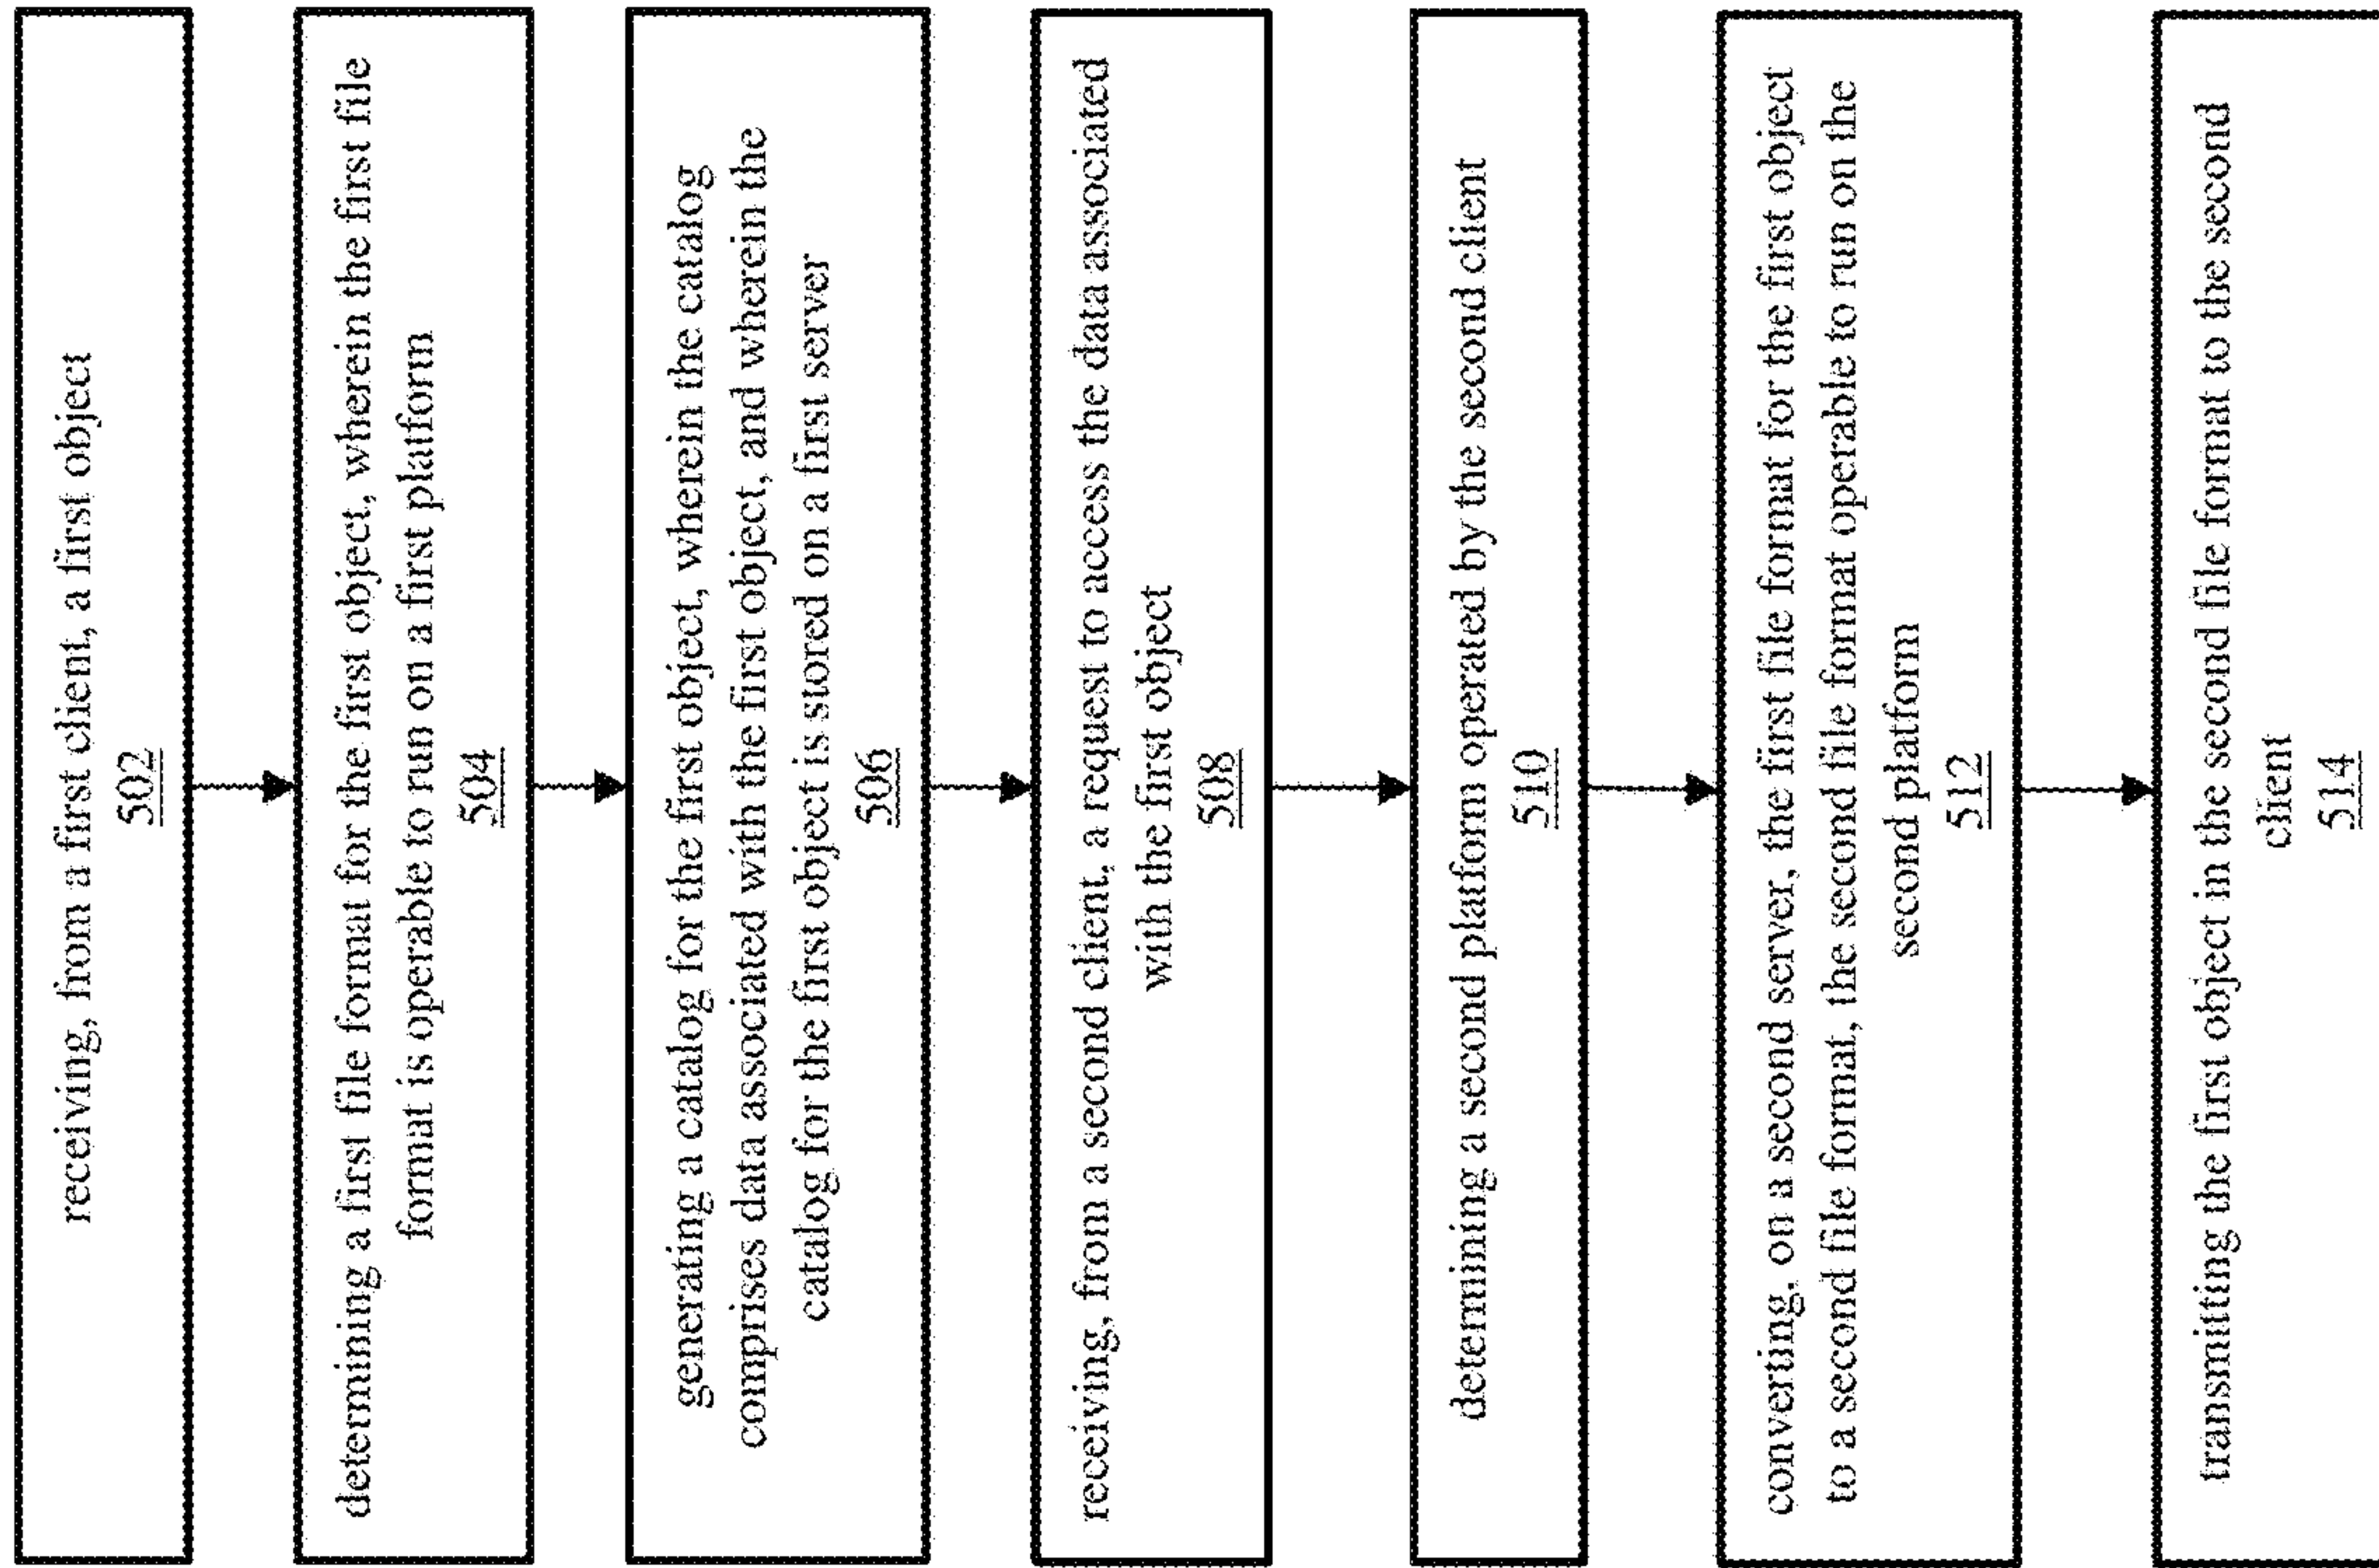 receiving, from a first client, a first object
502
determining a first file format for the first object, wherein the first file
format is operable to run on a first platform
504
generating a catalog for the first object, wherein the catalog
comprises data associated with the first object, and wherein the
catalog for the first object is stored on a first server
506
receiving, from a second client, a request to access the data associated
with the first object
508
determining a second platform operated by the second client
510
converting, on a second server, the first file format for the first object
to a second file format, the second file format operable to run on the
second platform
512
transmitting the first object in the second file format to the second
client
514